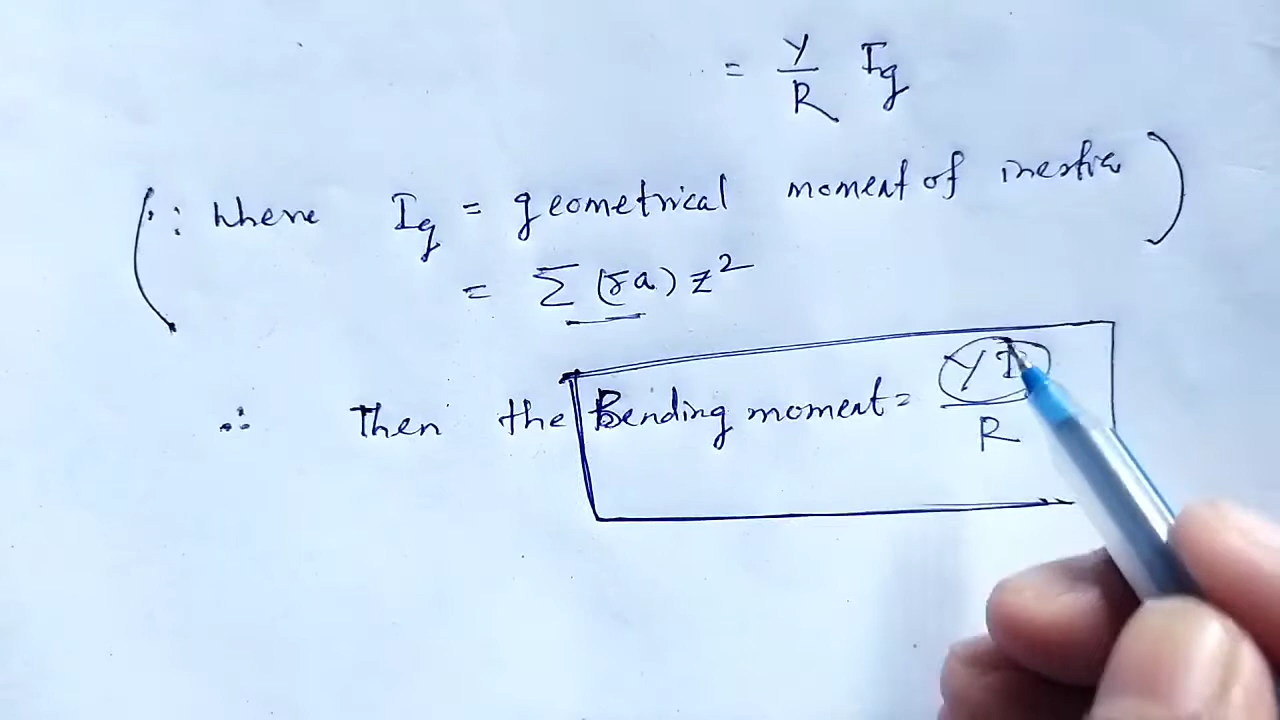 = Y/R Ig
(∵ where Ig = geometrical moment of inertia)
= Σ (δa) z²
∴ Then the Bending moment = YI/R